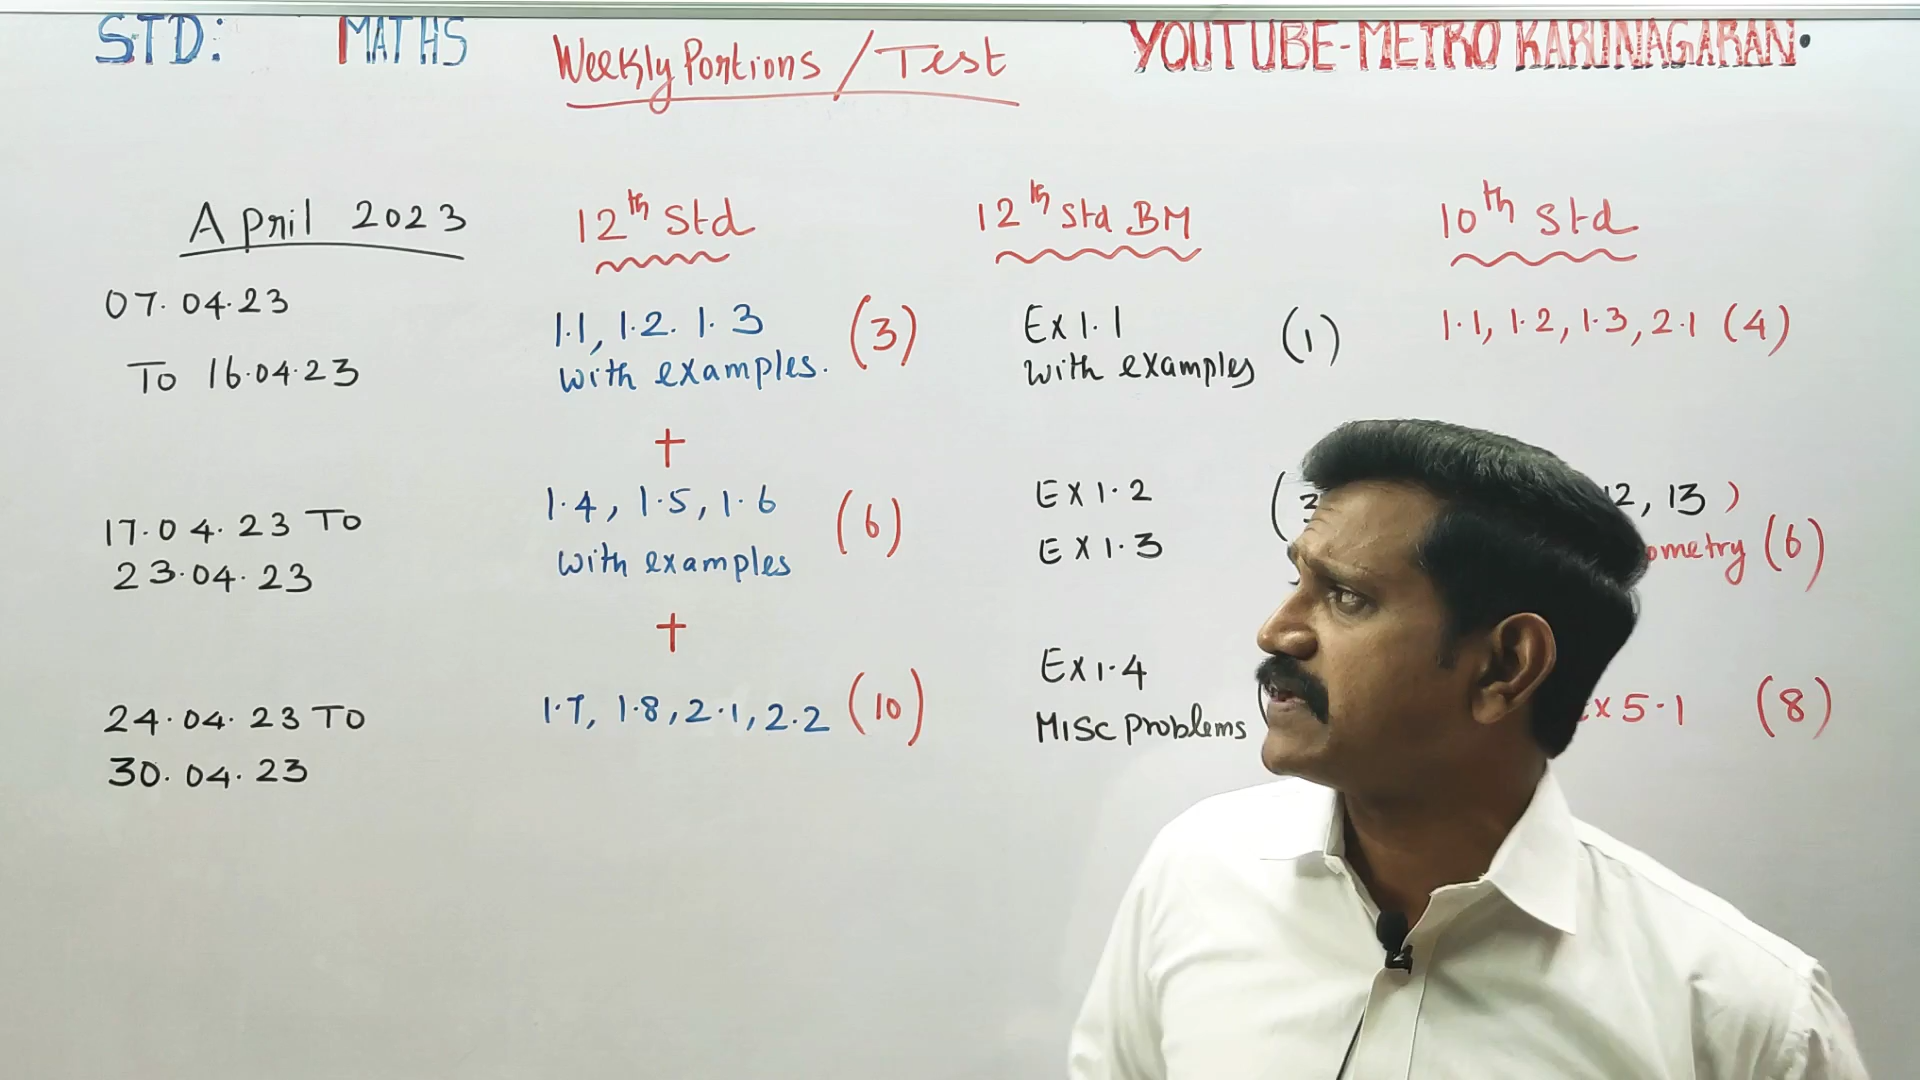 STD: MATHS Weekly Portions / Test YOUTUBE-METRO KARUNAGARAN.
April 2023 12th Std 12th Std BM 10th Std
07.04.23
To 16.04.23
1.1, 1.2. 1.3 (3)
with examples.
Ex 1.1 (1)
with examples
1.1, 1.2, 1.3, 2.1 (4)
+
17.04.23 To
23.04.23
1.4, 1.5, 1.6 (6)
with examples
Ex 1.2
Ex 1.3
12, 13)
(6)
+
24.04.23 To
30.04.23
1.7, 1.8, 2.1, 2.2 (10)
Ex 1.4
Misc problems
5.1 (8)